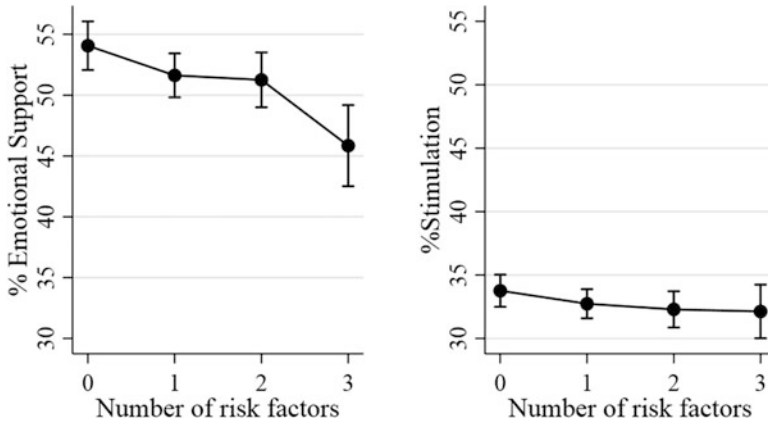 % Emotional Support
55
50
45
40
35
30
0 1 2 3
Number of risk factors
%Stimulation
55
50
45
40
35
30
0 1 2 3
Number of risk factors